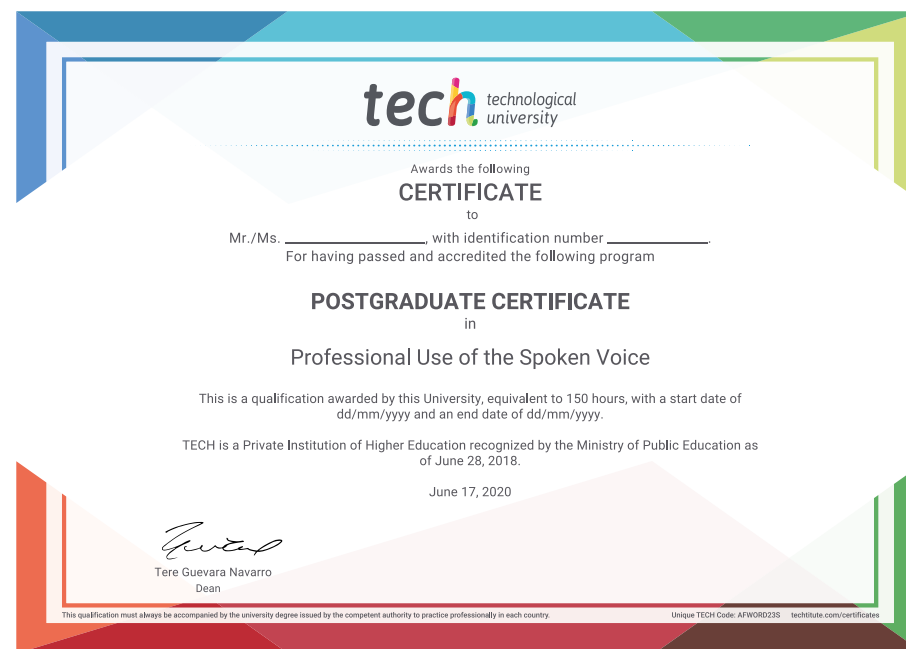 tech technological
university
Awards the following
CERTIFICATE
to
Mr./Ms. ____________________, with identification number ______________.
For having passed and accredited the following program
POSTGRADUATE CERTIFICATE
in
Professional Use of the Spoken Voice
This is a qualification awarded by this University, equivalent to 150 hours, with a start date of
dd/mm/yyyy and an end date of dd/mm/yyyy.
TECH is a Private Institution of Higher Education recognized by the Ministry of Public Education as
of June 28, 2018.
June 17, 2020
Tere Guevara Navarro
Dean
This qualification must always be accompanied by the university degree issued by the competent authority to practice professionally in each country.
Unique TECH Code: AFWORD23S techtitute.com/certificates